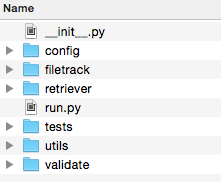 Name
__init__.py
config
filetrack
retriever
run.py
tests
utils
validate